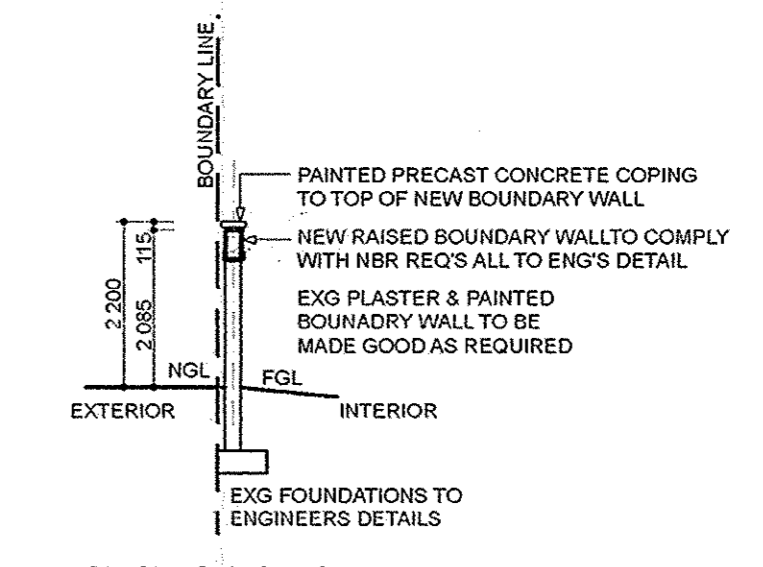 BOUNDARY LINE
PAINTED PRECAST CONCRETE COPING
TO TOP OF NEW BOUNDARY WALL
NEW RAISED BOUNDARY WALLTO COMPLY
WITH NBR REQ'S ALL TO ENG'S DETAIL
EXG PLASTER & PAINTED
BOUNADRY WALL TO BE
MADE GOOD AS REQUIRED
2 200
115
2 085
NGL
FGL
EXTERIOR
INTERIOR
EXG FOUNDATIONS TO
ENGINEERS DETAILS